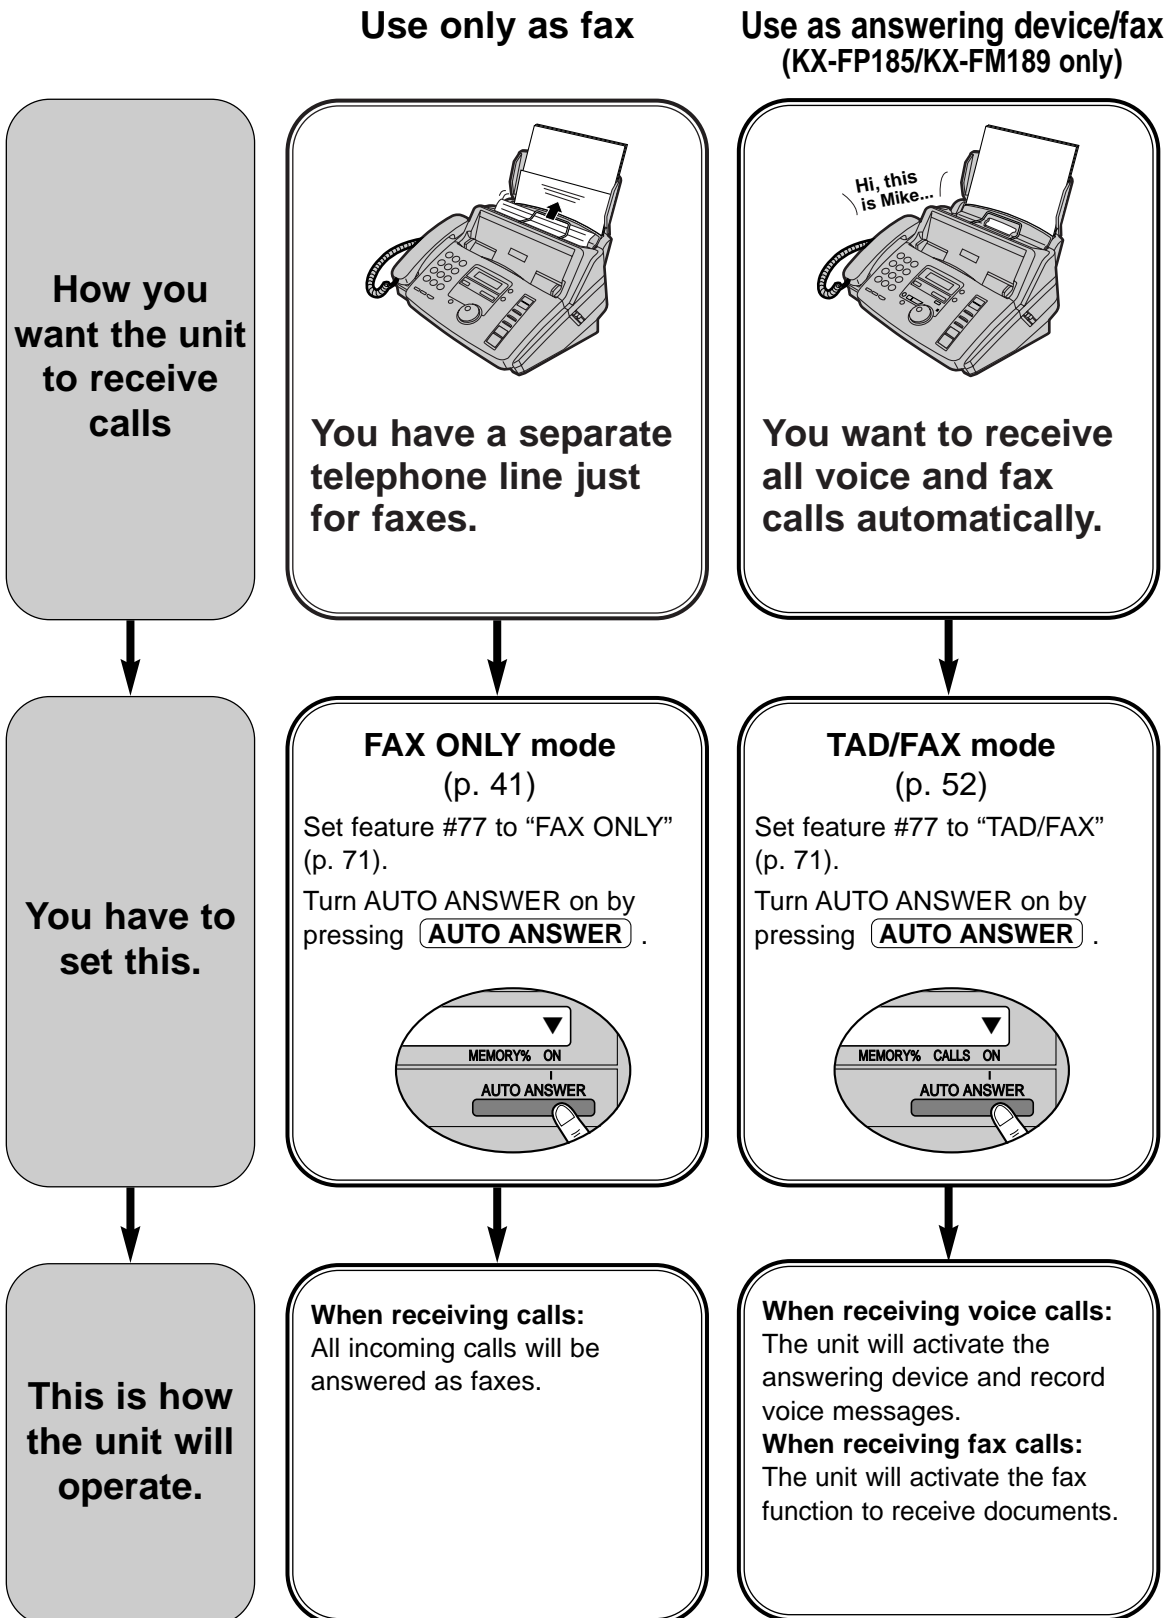 Use only as fax
Use as answering device/fax
(KX-FP185/KX-FM189 only)
How you
want the unit
to receive
calls
You have a separate
telephone line just
for faxes.
Hi, this
is Mike...
You want to receive
all voice and fax
calls automatically.
You have to
set this.
FAX ONLY mode
(p. 41)
Set feature #77 to “FAX ONLY”
(p. 71).
Turn AUTO ANSWER on by
pressing AUTO ANSWER .
MEMORY% ON
AUTO ANSWER
TAD/FAX mode
(p. 52)
Set feature #77 to “TAD/FAX”
(p. 71).
Turn AUTO ANSWER on by
pressing AUTO ANSWER .
MEMORY% CALLS ON
AUTO ANSWER
This is how
the unit will
operate.
When receiving calls:
All incoming calls will be
answered as faxes.
When receiving voice calls:
The unit will activate the
answering device and record
voice messages.
When receiving fax calls:
The unit will activate the fax
function to receive documents.